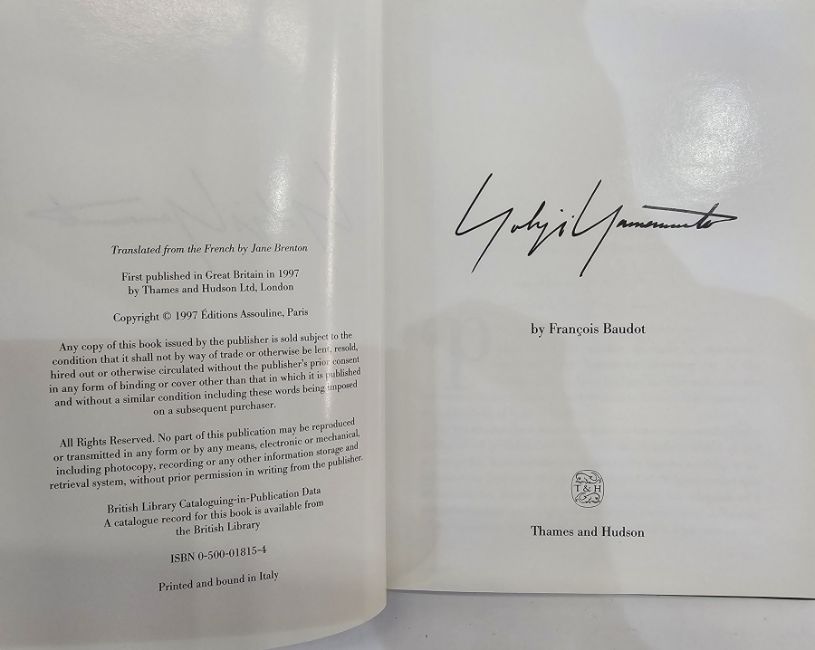 Translated from the French by Jane Brenton
First published in Great Britain in 1997
by Thames and Hudson Ltd, London
Copyright © 1997 Éditions Assouline, Paris
Any copy of this book issued by the publisher is sold subject to the
condition that it shall not by way of trade or otherwise be lent, resold,
hired out or otherwise circulated without the publisher's prior consent
in any form of binding or cover other than that in which it is published
and without a similar condition including these words being imposed
on a subsequent purchaser.
All Rights Reserved. No part of this publication may be reproduced
or transmitted in any form or by any means, electronic or mechanical,
including photocopy, recording or any other information storage and
retrieval system, without prior permission in writing from the publisher.
British Library Cataloguing-in-Publication Data
A catalogue record for this book is available from
the British Library
ISBN 0-500-01815-4
Printed and bound in Italy
Yohji Yamamoto
by François Baudot
T&H
Thames and Hudson